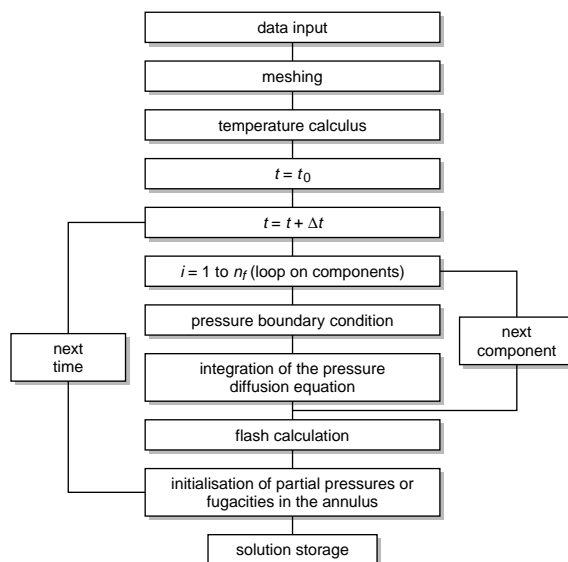 data input
meshing
temperature calculus
t = t0
t = t + Δt
i = 1 to nf (loop on components)
pressure boundary condition
next
component
next
time
integration of the pressure
diffusion equation
flash calculation
initialisation of partial pressures or
fugacities in the annulus
solution storage